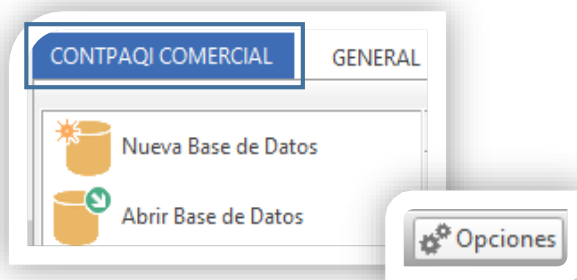 CONTPAQI COMERCIAL GENERAL
Nueva Base de Datos
Abrir Base de Datos
Opciones